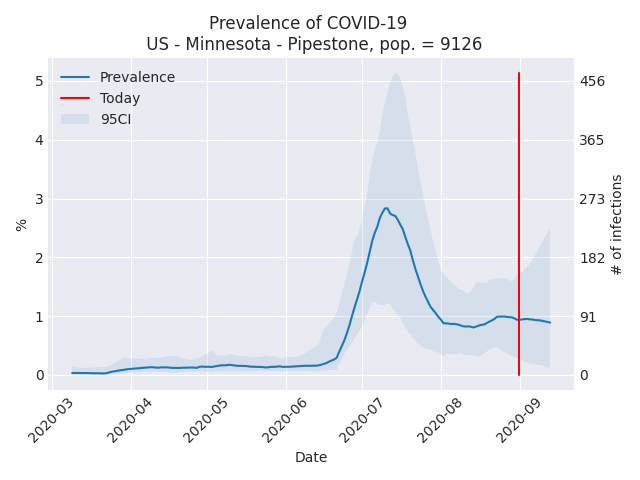 Prevalence of COVID-19
US - Minnesota - Pipestone, pop. = 9126
Prevalence
Today
95CI
5
4
3
2
1
0
%
456
365
273
182
91
0
# of infections
2020-03
2020-04
2020-05
2020-06
2020-07
2020-08
2020-09
Date